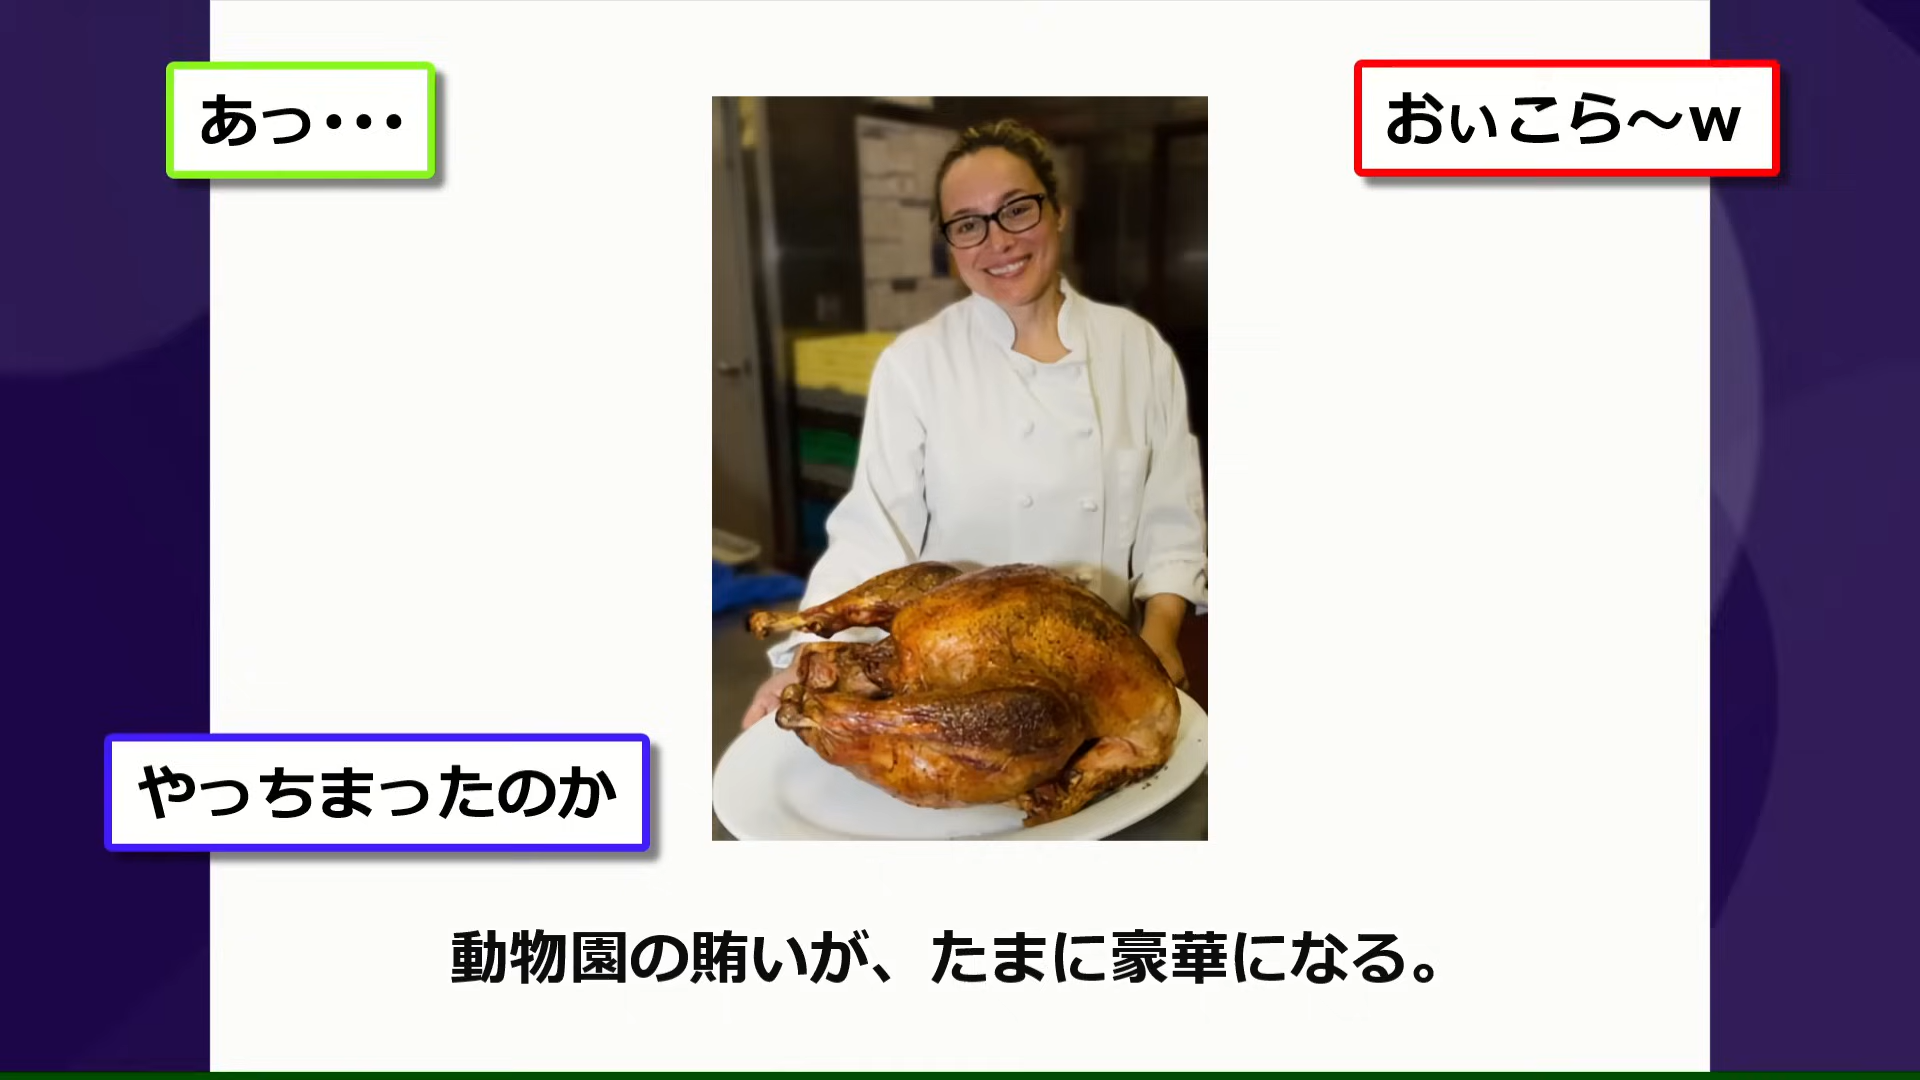 あっ･･･
おぃこら～w
やっちまったのか
動物園の賄いが、たまに豪華になる。